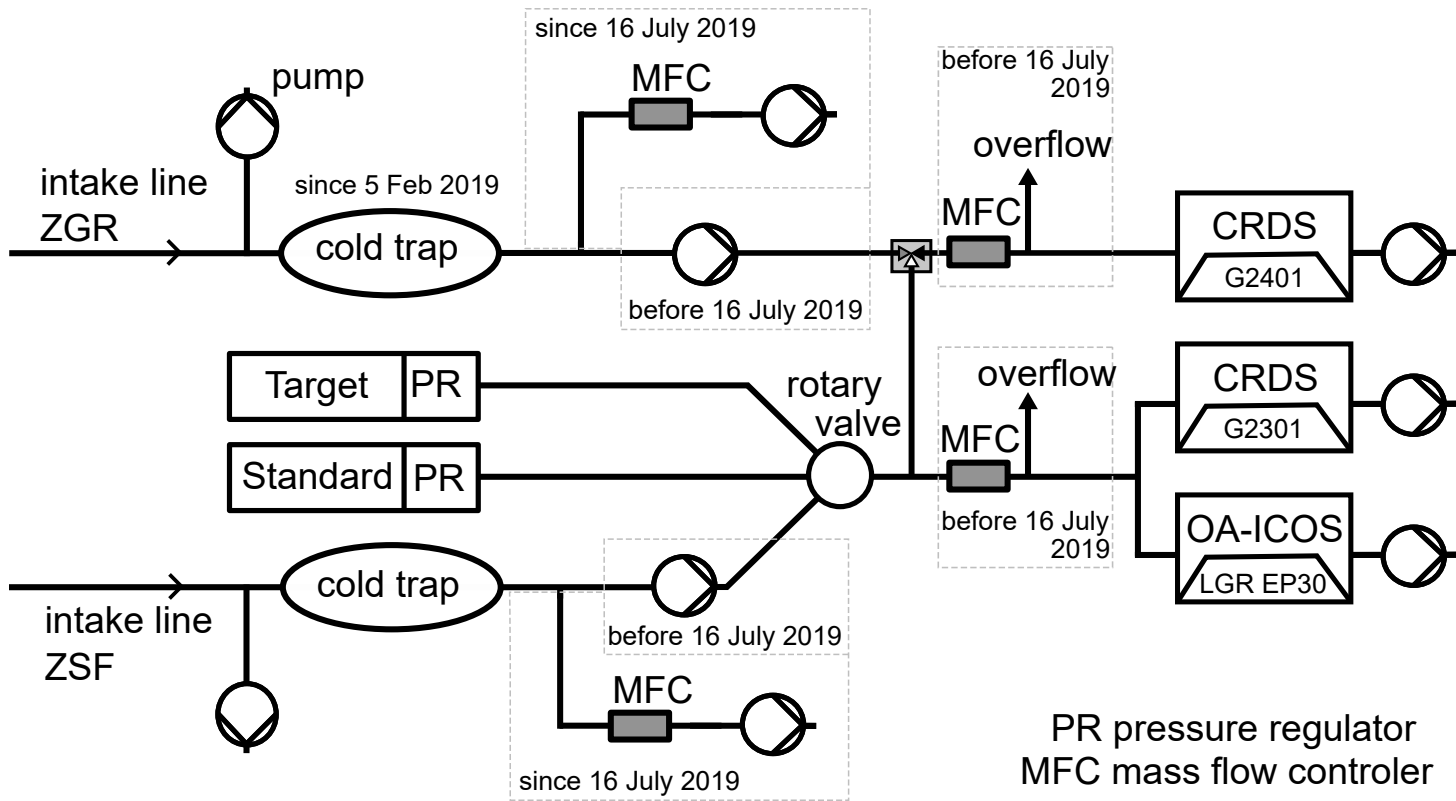 since 16 July 2019
MFC
pump
before 16 July
2019
overflow
intake line
ZGR
since 5 Feb 2019
cold trap
MFC
CRDS
G2401
before 16 July 2019
Target
PR
rotary
valve
overflow
MFC
CRDS
G2301
Standard
PR
before 16 July
2019
OA-ICOS
LGR EP30
cold trap
intake line
ZSF
before 16 July 2019
MFC
since 16 July 2019
PR pressure regulator
MFC mass flow controler